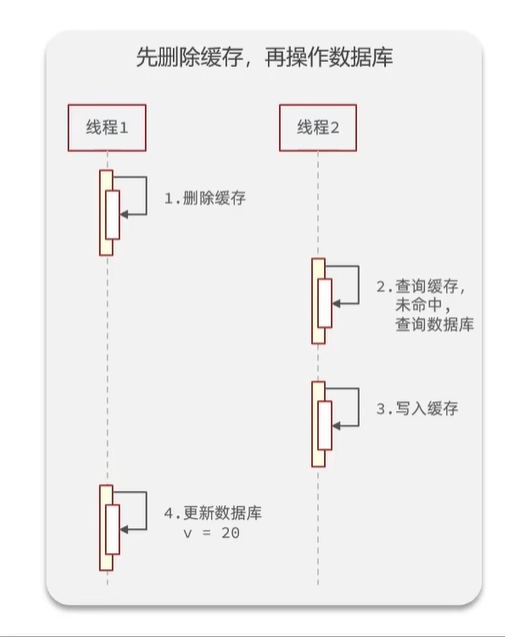 先删除缓存，再操作数据库
线程1
线程2
1.删除缓存
2.查询缓存，
未命中，
查询数据库
3.写入缓存
4.更新数据库
v = 20